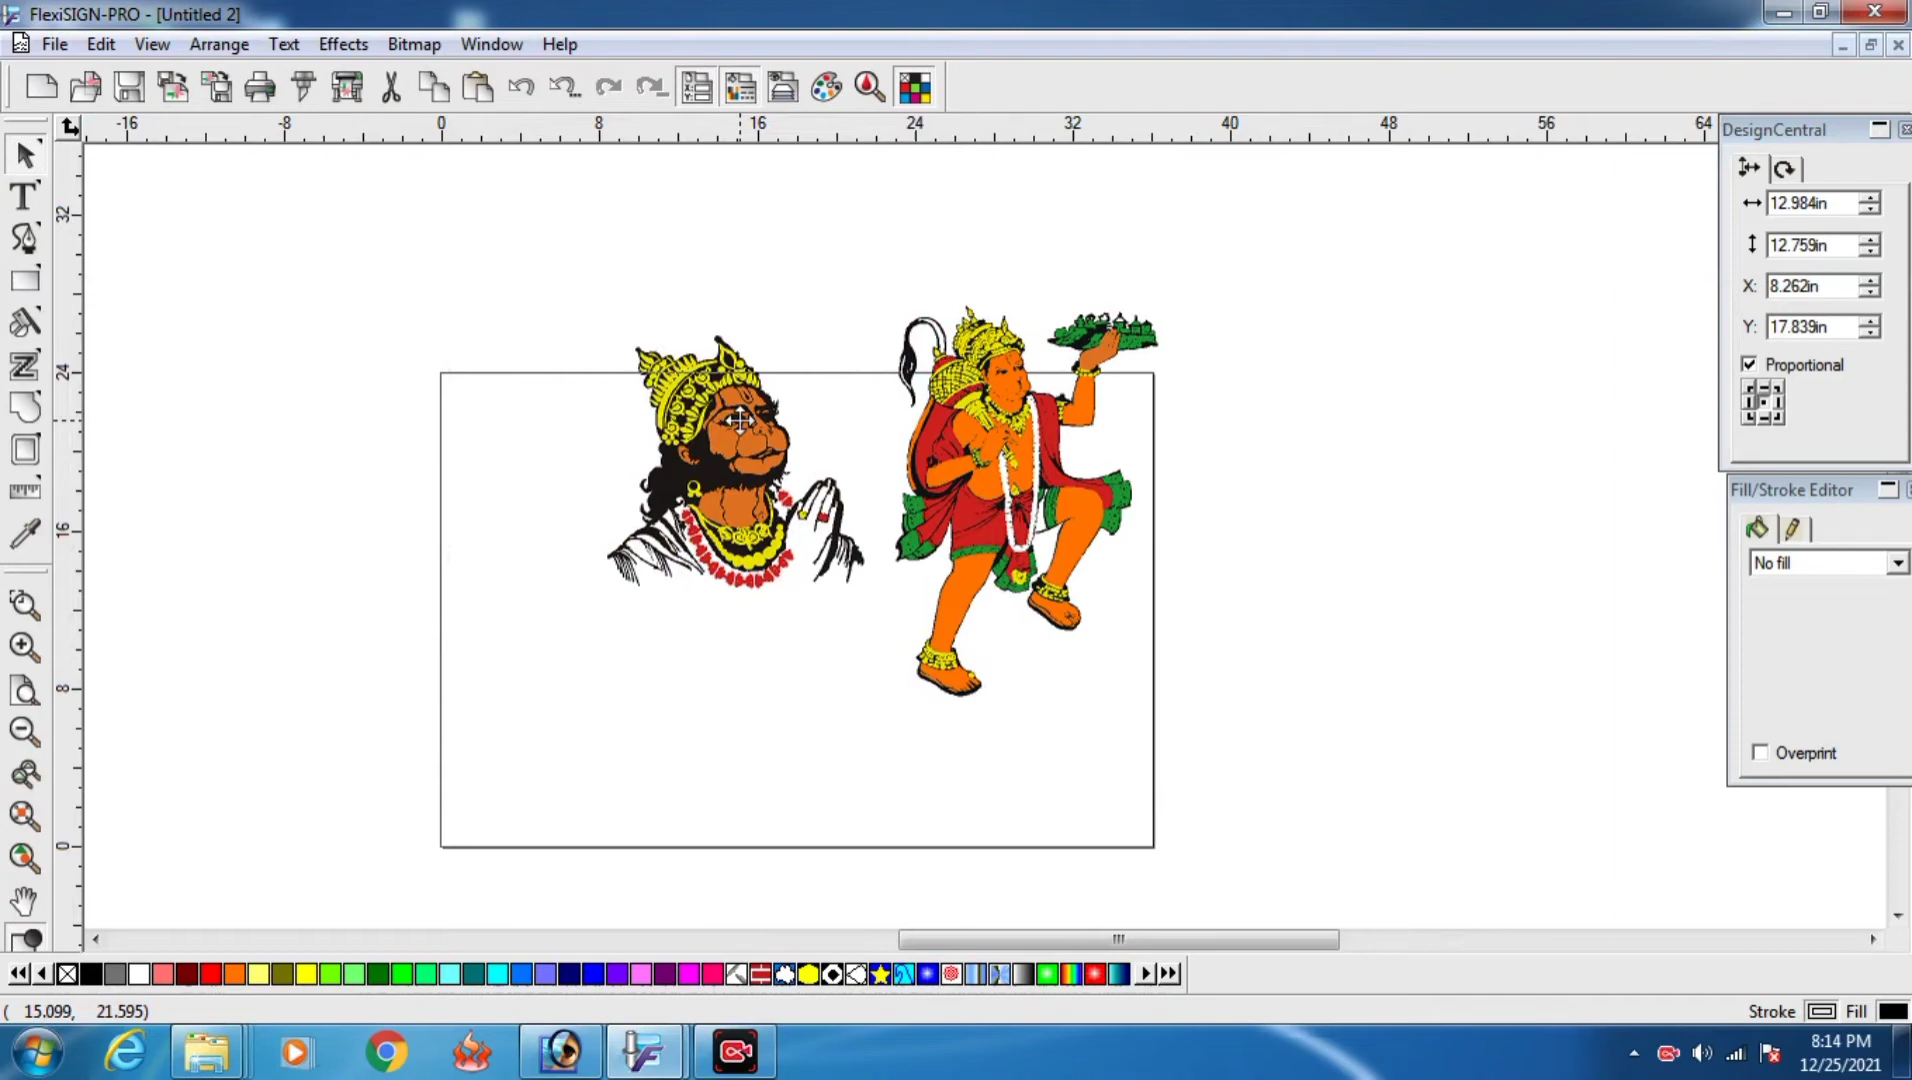 FlexiSIGN-PRO - [Untitled 2]
File Edit View Arrange Text Effects Bitmap Window Help
-16 -8 0 8 16 24 32 40 48 56 64
32
24
16
8
0
DesignCentral
12.984in
12.759in
X: 8.262in
Y: 17.839in
Proportional
Fill/Stroke Editor
No fill
Overprint
( 15.099, 21.595)
Stroke Fill
8:14 PM
12/25/2021